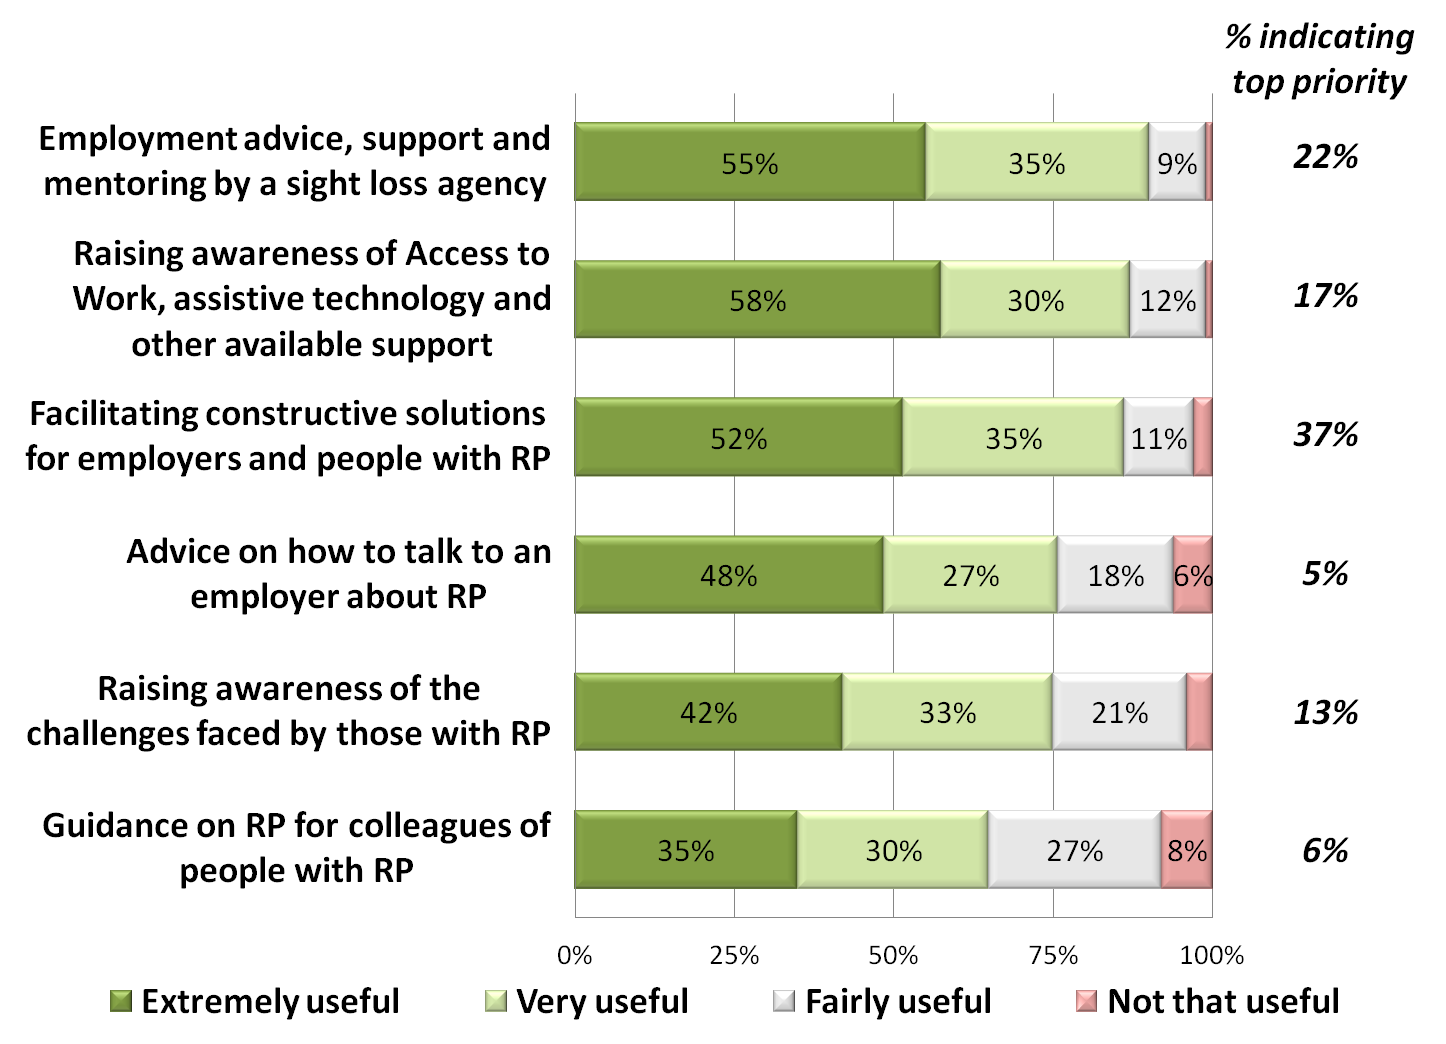 % indicating
top priority
Employment advice, support and
mentoring by a sight loss agency
55% 35% 9% 22%
Raising awareness of Access to
Work, assistive technology and
other available support
58% 30% 12% 17%
Facilitating constructive solutions
for employers and people with RP
52% 35% 11% 37%
Advice on how to talk to an
employer about RP
48% 27% 18% 6% 5%
Raising awareness of the
challenges faced by those with RP
42% 33% 21% 13%
Guidance on RP for colleagues of
people with RP
35% 30% 27% 8% 6%
0% 25% 50% 75% 100%
Extremely useful Very useful Fairly useful Not that useful